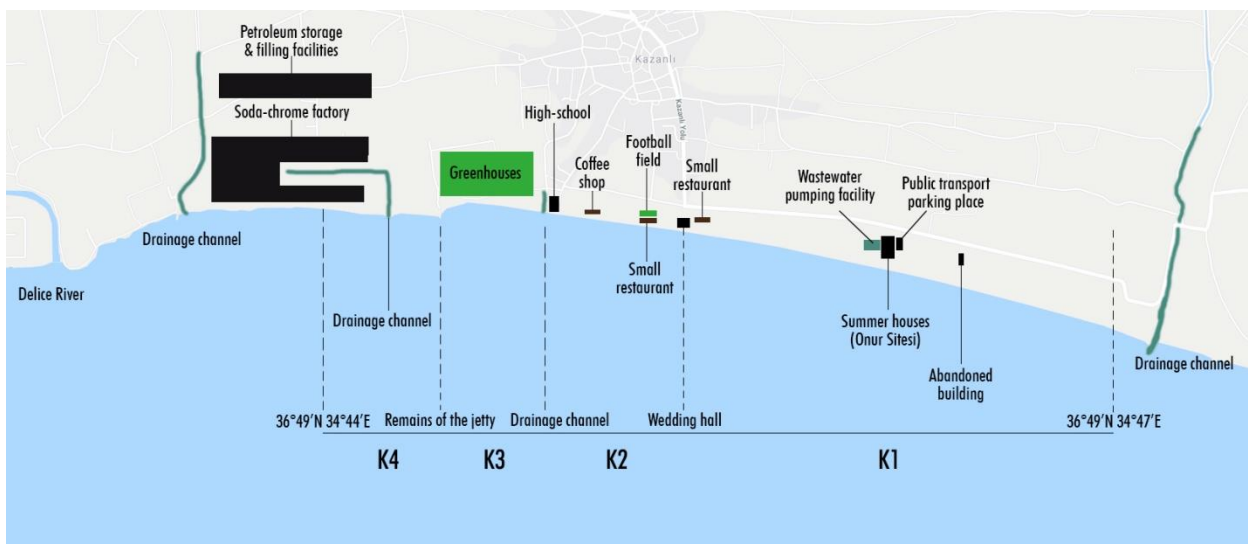 Petroleum storage
& filling facilities
Soda-chrome factory
Kazanlı
Kazanlı Yolu
High-school
Greenhouses
Coffee
shop
Football
field
Small
restaurant
Wastewater
pumping facility
Public transport
parking place
Drainage channel
Delice River
Drainage channel
Small
restaurant
Summer houses
(Onur Sitesi)
Abandoned
building
Drainage channel
36°49'N 34°44'E
Remains of the jetty
Drainage channel
Wedding hall
36°49'N 34°47'E
K4
K3
K2
K1